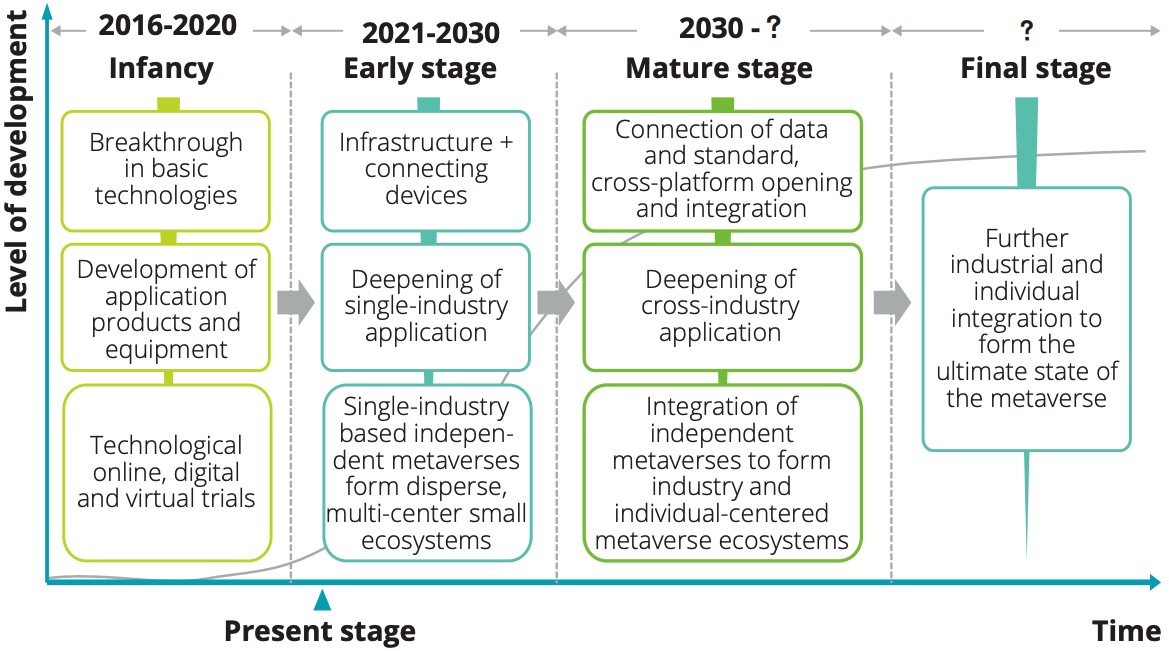 Level of development
2016-2020
Infancy
Breakthrough
in basic
technologies
Development of
application
products and
equipment
Technological
online, digital
and virtual trials
2021-2030
Early stage
Infrastructure +
connecting
devices
Deepening of
single-industry
application
Single-industry
based indepen-
dent metaverses
form disperse,
multi-center small
ecosystems
2030 - ?
Mature stage
Connection of data
and standard,
cross-platform opening
and integration
Deepening of
cross-industry
application
Integration of
independent
metaverses to form
industry and
individual-centered
metaverse ecosystems
?
Final stage
Further
industrial and
individual
integration to
form the
ultimate state of
the metaverse
Present stage
Time